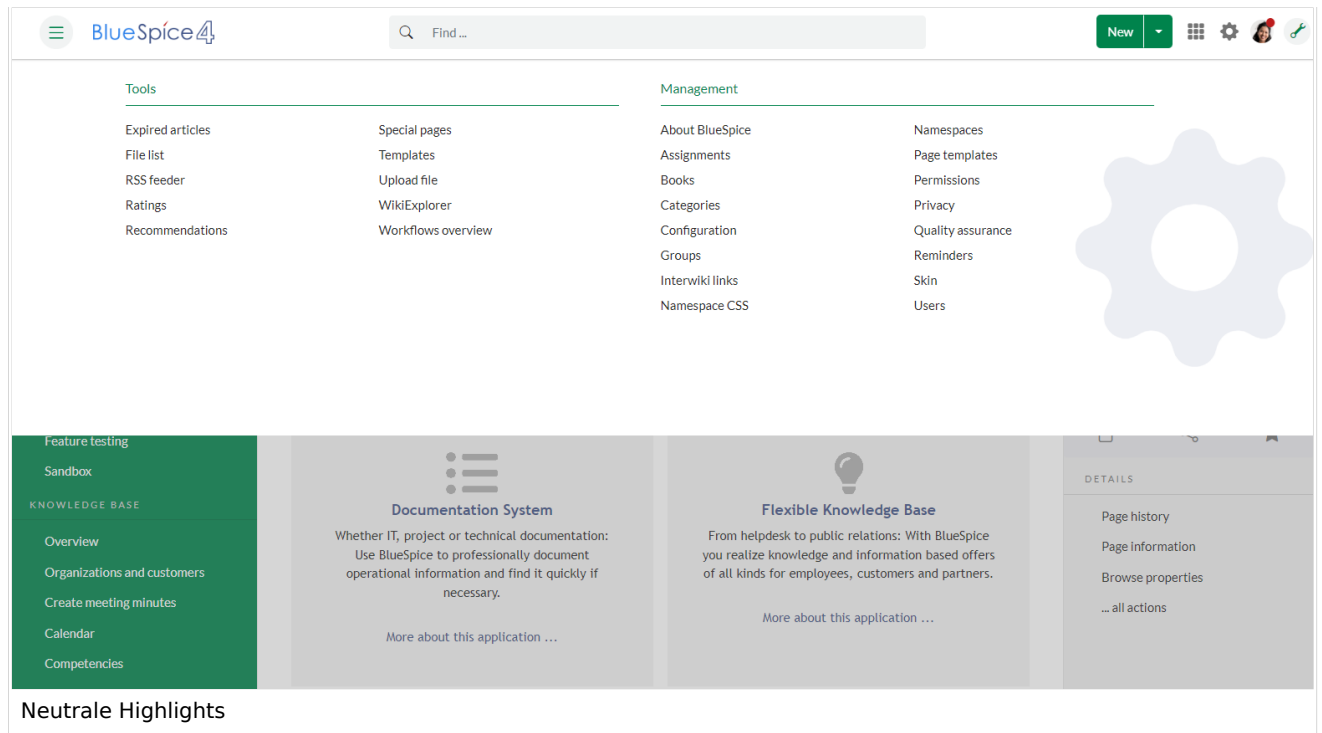 BlueSpice 4
Find ...
New
Tools
Expired articles
File list
RSS feeder
Ratings
Recommendations
Special pages
Templates
Upload file
WikiExplorer
Workflows overview
Management
About BlueSpice
Assignments
Books
Categories
Configuration
Groups
Interwiki links
Namespace CSS
Namespaces
Page templates
Permissions
Privacy
Quality assurance
Reminders
Skin
Users
Feature testing
Sandbox
KNOWLEDGE BASE
Overview
Organizations and customers
Create meeting minutes
Calendar
Competencies
Documentation System
Whether IT, project or technical documentation:
Use BlueSpice to professionally document
operational information and find it quickly if
necessary.
More about this application ...
Flexible Knowledge Base
From helpdesk to public relations: With BlueSpice
you realize knowledge and information based offers
of all kinds for employees, customers and partners.
More about this application ...
DETAILS
Page history
Page information
Browse properties
... all actions
Neutrale Highlights